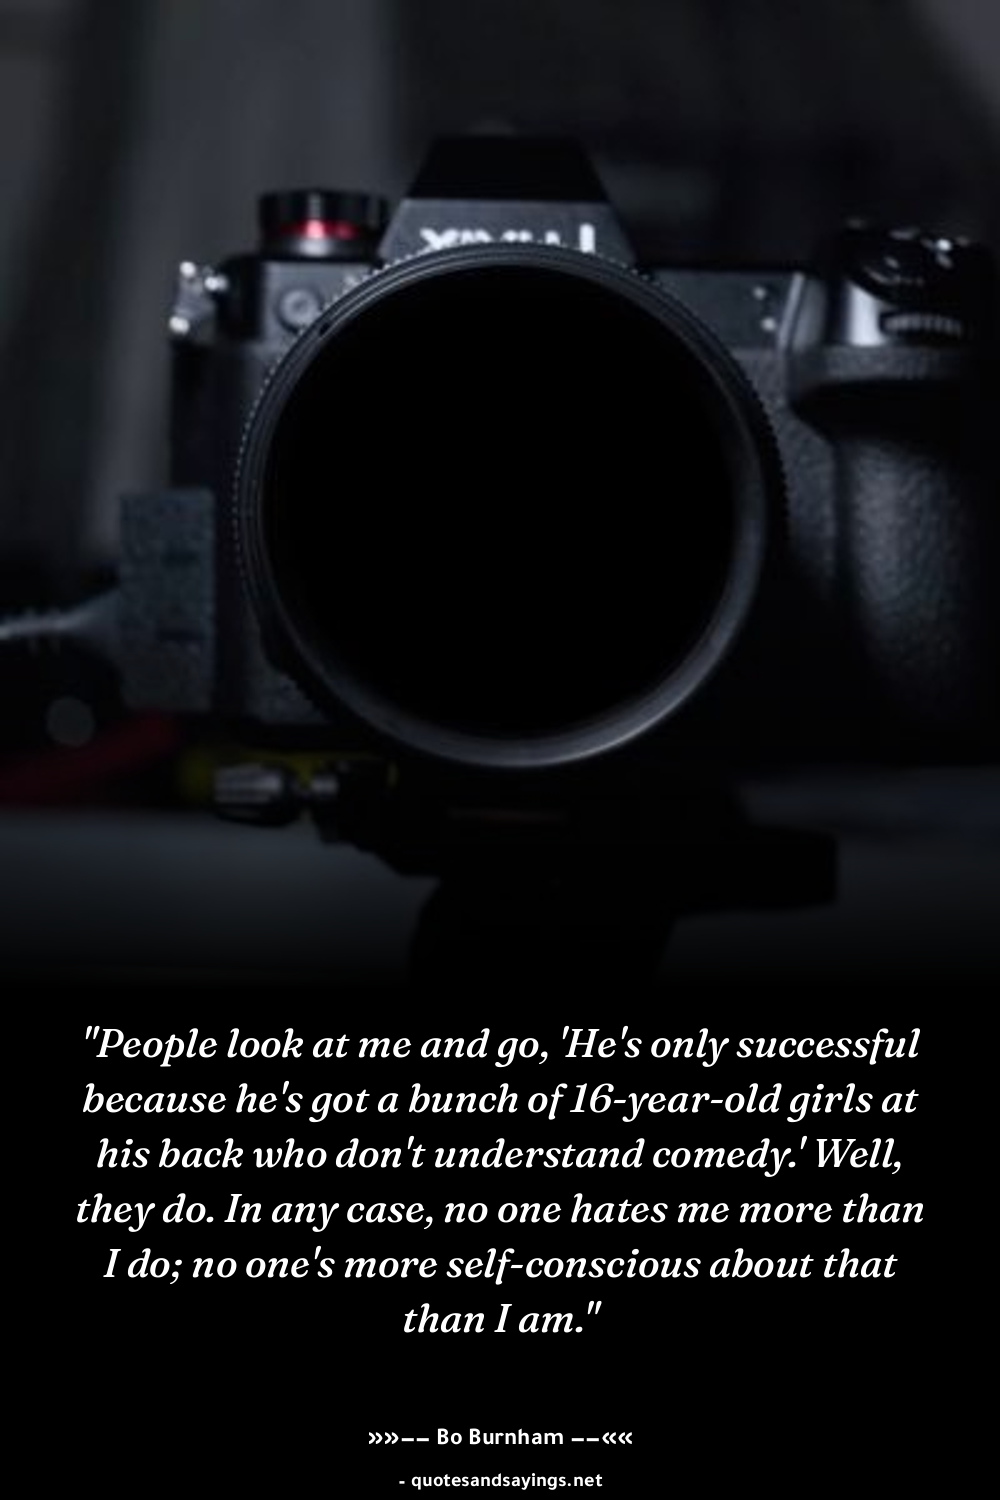 "People look at me and go, 'He's only successful
because he's got a bunch of 16-year-old girls at
his back who don't understand comedy.' Well,
they do. In any case, no one hates me more than
I do; no one's more self-conscious about that
than I am."
»»–– Bo Burnham ––««
- quotesandsayings.net